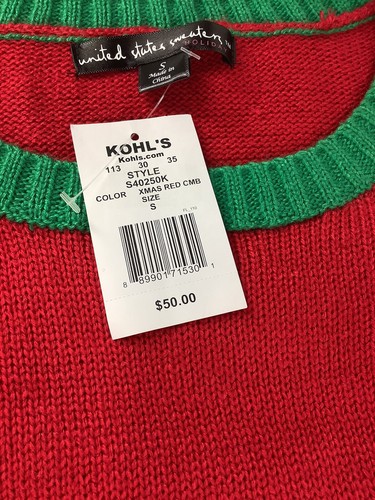 united states sweaters
HOLIDAY
S
Made in
China
KOHL'S
Kohls.com
113 30 35
STYLE
S40250K
COLOR XMAS RED CMB
SIZE
S
8 89901 71530 1
$50.00